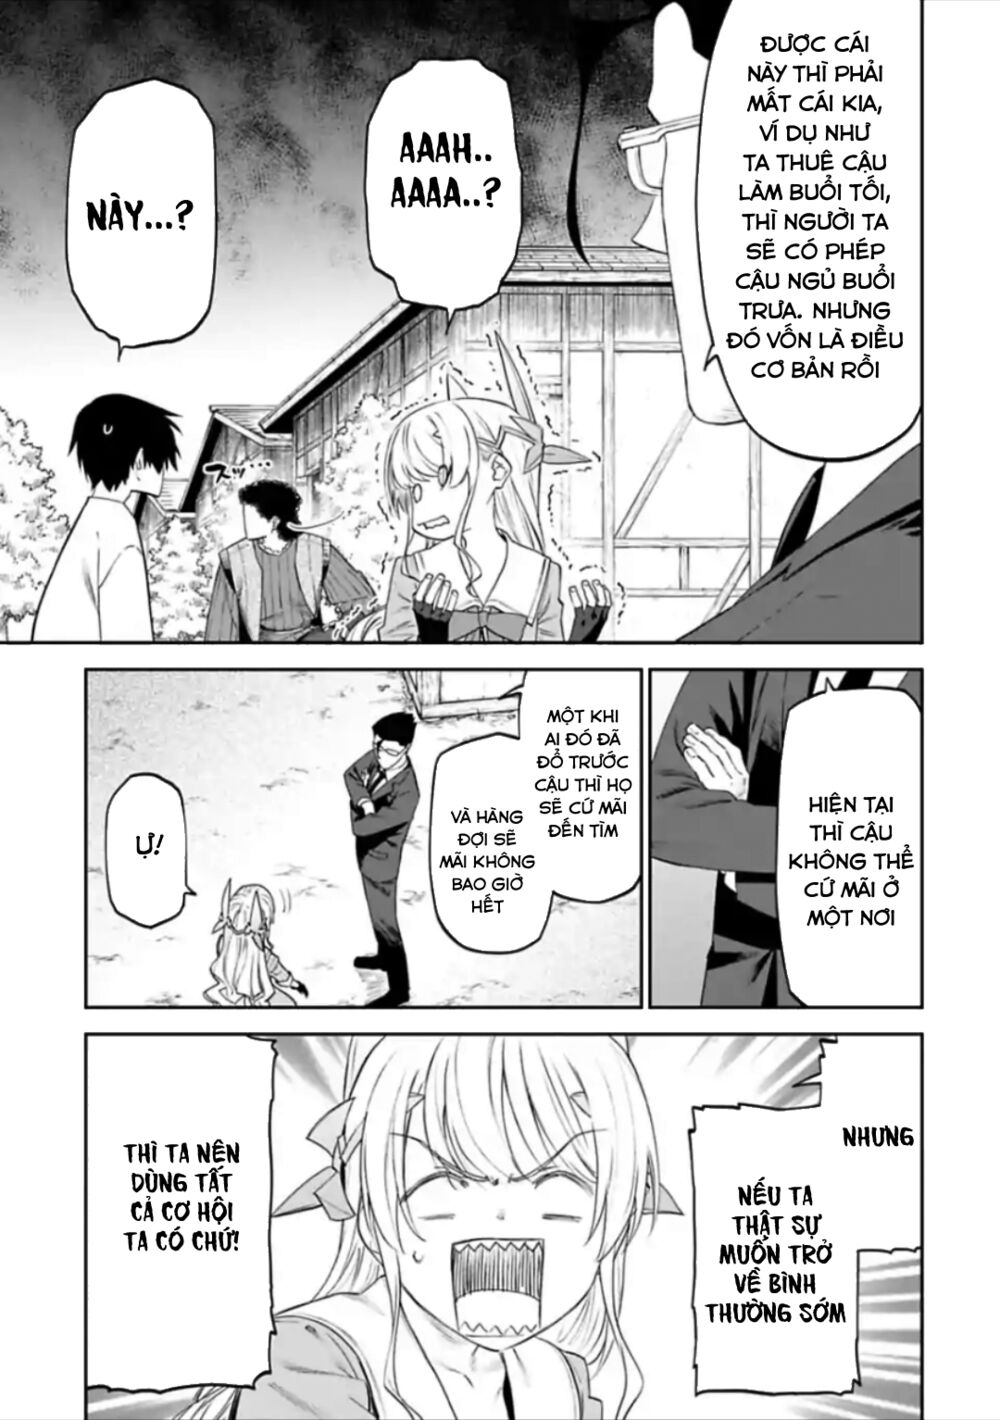 ĐƯỢC CÁI
NÀY THÌ PHẢI
MẤT CÁI KIA,
VÍ DỤ NHƯ
TA THUÊ CẬU
LÀM BUỔI TỐI,
THÌ NGƯỜI TA
SẼ CÓ PHÉP
CẬU NGỦ BUỔI
TRƯA. NHƯNG
ĐÓ VỐN LÀ ĐIỀU
CƠ BẢN RỒI
AAAH..
AAAA..?
NÀY...?
スッ...
HIỆN TẠI
THÌ CẬU
KHÔNG THỂ
CỨ MÃI Ở
MỘT NƠI
MỘT KHI
AI ĐÓ ĐÃ
ĐỔ TRƯỚC
CẬU THÌ HỌ
SẼ CỨ MÃI
ĐẾN TÌM
VÀ HÀNG
ĐỢI SẼ
MÃI KHÔNG
BAO GIỜ
HẾT
Ự!
NHƯNG
NẾU TA
THẬT SỰ
MUỐN TRỞ
VỀ BÌNH
THƯỜNG SỚM
THÌ TA NÊN
DÙNG TẤT
CẢ CƠ HỘI
TA CÓ CHỨ!